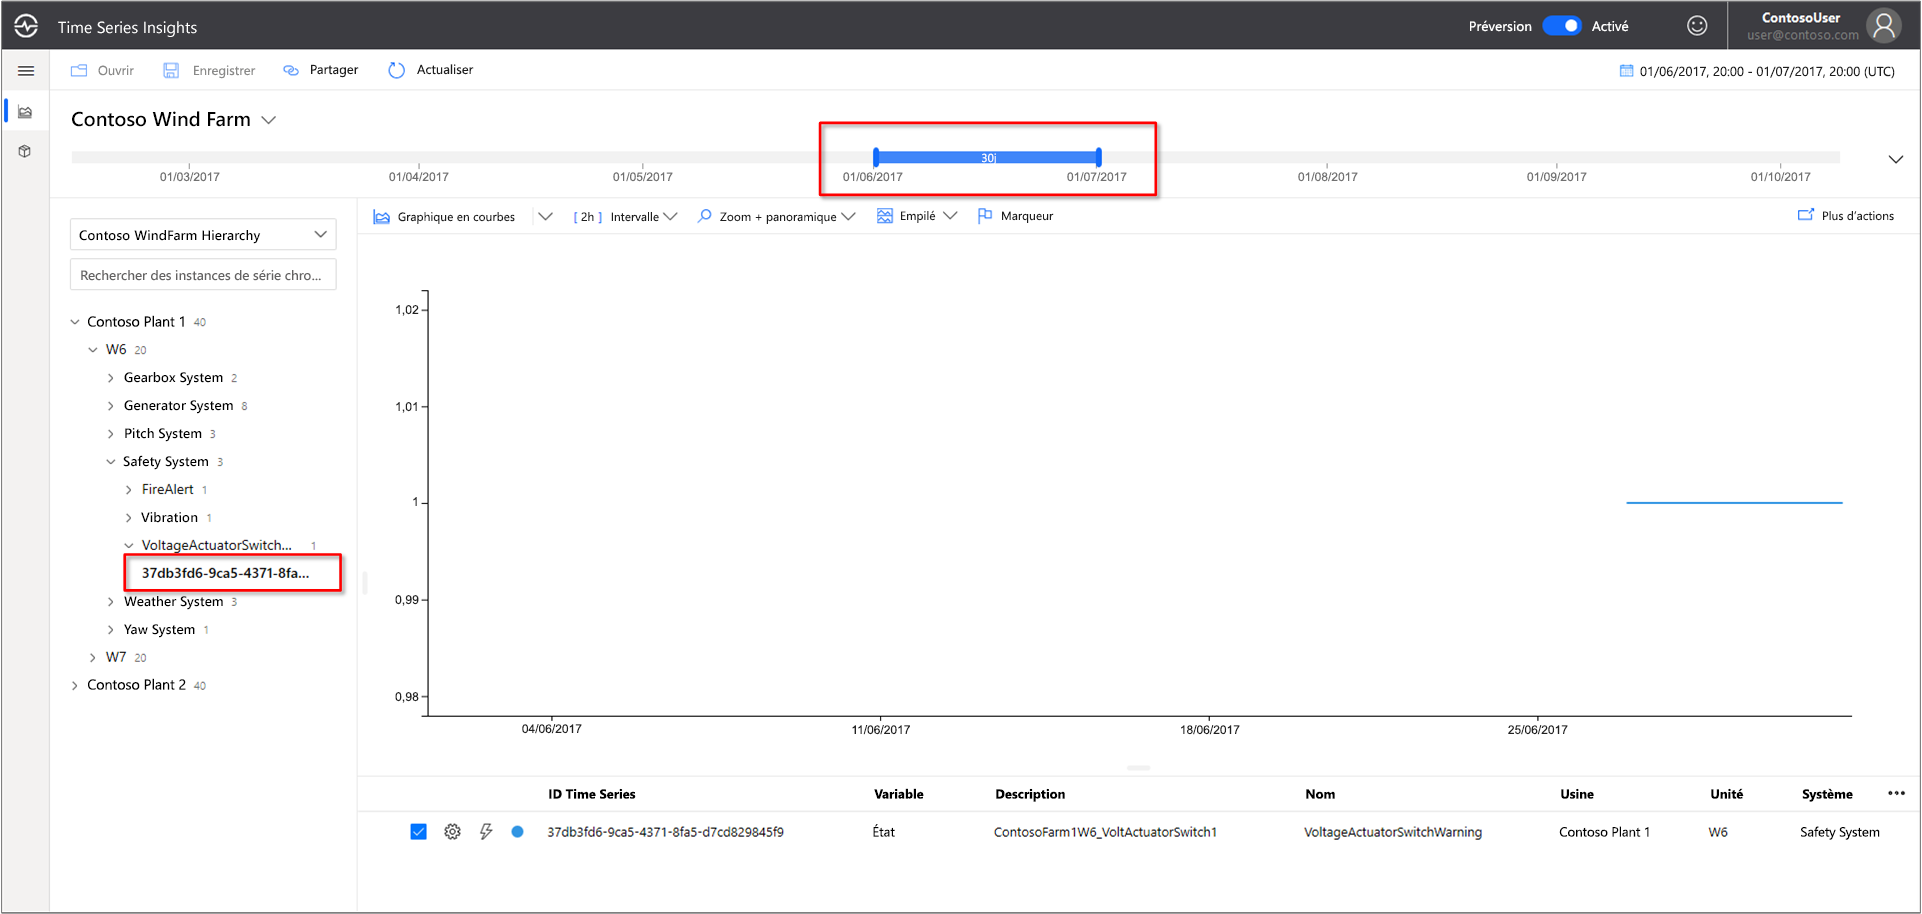 Time Series Insights
Préversion Activé
ContosoUser
user@contoso.com
Ouvrir Enregistrer Partager Actualiser
01/06/2017, 20:00 - 01/07/2017, 20:00 (UTC)
Contoso Wind Farm
30j
01/03/2017 01/04/2017 01/05/2017 01/06/2017 01/07/2017 01/08/2017 01/09/2017 01/10/2017
Contoso WindFarm Hierarchy
Rechercher des instances de série chro...
Contoso Plant 1 40
W6 20
Gearbox System 2
Generator System 8
Pitch System 3
Safety System 3
FireAlert 1
Vibration 1
VoltageActuatorSwitch... 1
37db3fd6-9ca5-4371-8fa...
Weather System 3
Yaw System 1
W7 20
Contoso Plant 2 40
Graphique en courbes [ 2h ] Intervalle Zoom + panoramique Empilé Marqueur Plus d’actions
1,02
1,01
1
0,99
0,98
04/06/2017 11/06/2017 18/06/2017 25/06/2017
ID Time Series Variable Description Nom Usine Unité Système
37db3fd6-9ca5-4371-8fa5-d7cd829845f9 État ContosoFarm1W6_VoltActuatorSwitch1 VoltageActuatorSwitchWarning Contoso Plant 1 W6 Safety System